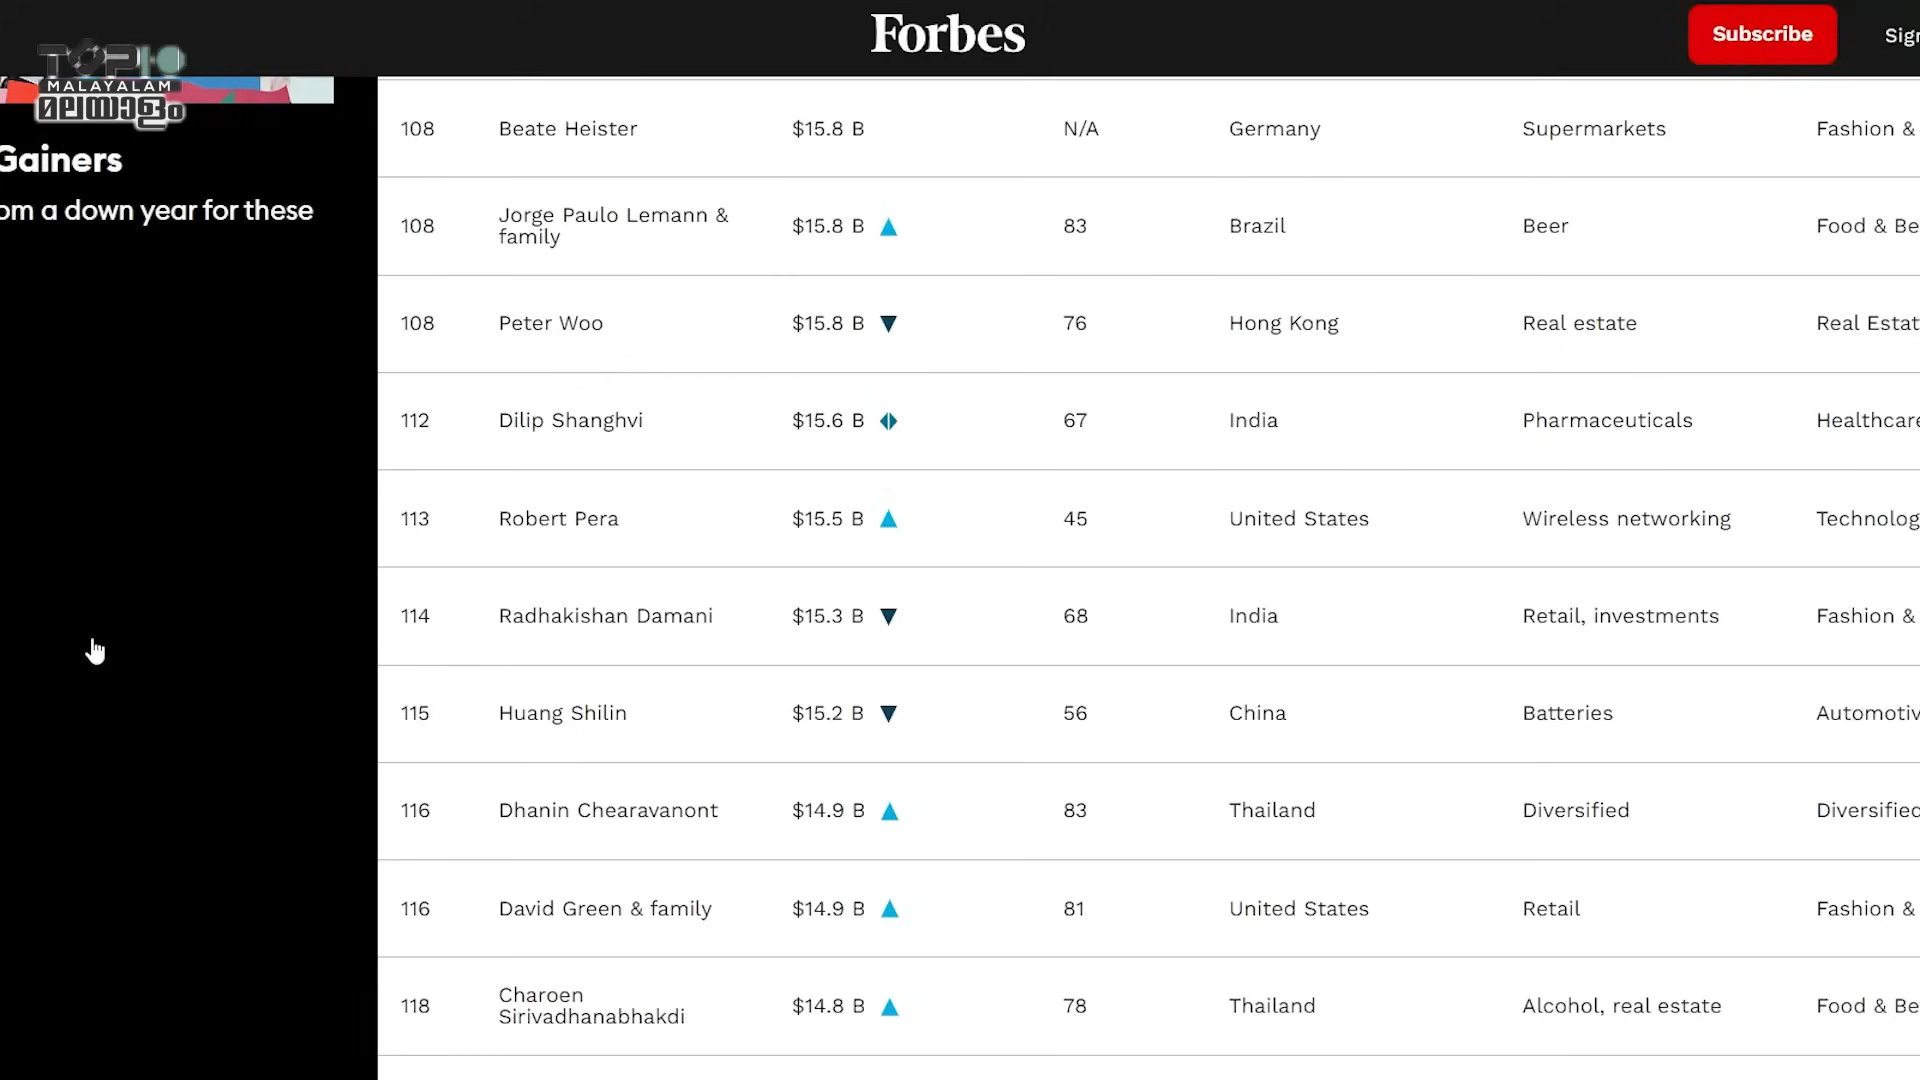 Forbes
Subscribe
TOP 10
MALAYALAM
മലയാളം
Gainers
om a down year for these
108 Beate Heister $15.8 B N/A Germany Supermarkets Fashion &
108 Jorge Paulo Lemann & family $15.8 B 83 Brazil Beer Food & Be
108 Peter Woo $15.8 B 76 Hong Kong Real estate Real Estat
112 Dilip Shanghvi $15.6 B 67 India Pharmaceuticals Healthcare
113 Robert Pera $15.5 B 45 United States Wireless networking Technolog
114 Radhakishan Damani $15.3 B 68 India Retail, investments Fashion &
115 Huang Shilin $15.2 B 56 China Batteries Automotiv
116 Dhanin Chearavanont $14.9 B 83 Thailand Diversified Diversified
116 David Green & family $14.9 B 81 United States Retail Fashion &
118 Charoen Sirivadhanabhakdi $14.8 B 78 Thailand Alcohol, real estate Food & Be